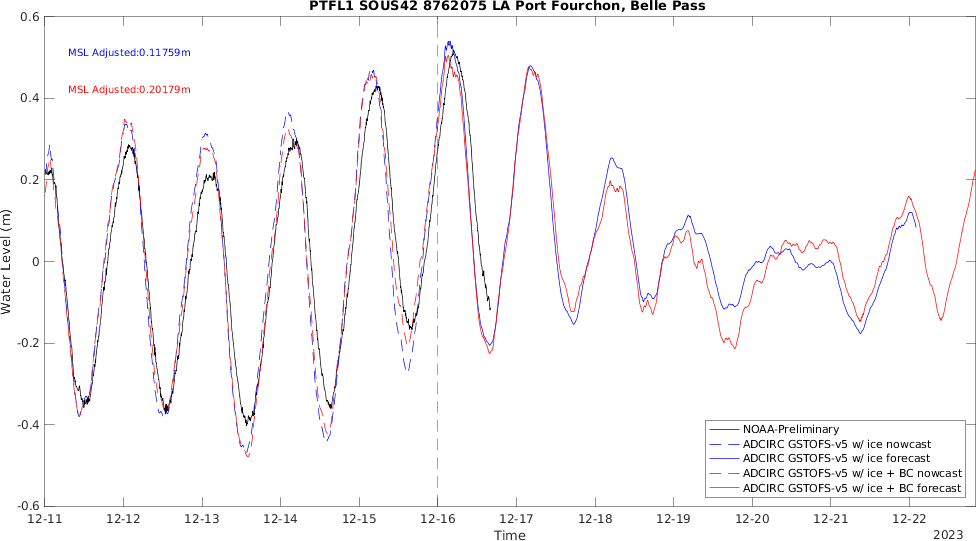 PTFL1 SOUS42 8762075 LA Port Fourchon, Belle Pass
MSL Adjusted:0.11759m
MSL Adjusted:0.20179m
Water Level (m)
0.6
0.4
0.2
0
-0.2
-0.4
-0.6
NOAA-Preliminary
ADCIRC GSTOFS-v5 w/ ice nowcast
ADCIRC GSTOFS-v5 w/ ice forecast
ADCIRC GSTOFS-v5 w/ ice + BC nowcast
ADCIRC GSTOFS-v5 w/ ice + BC forecast
12-11 12-12 12-13 12-14 12-15 12-16 12-17 12-18 12-19 12-20 12-21 12-22
Time
2023